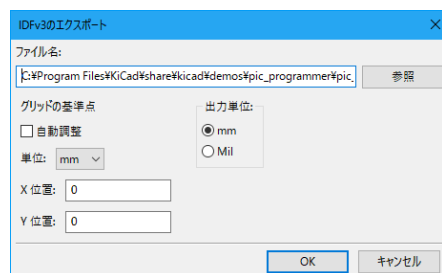 IDFv3のエクスポート
ファイル名:
C:¥Program Files¥KiCad¥share¥kicad¥demos¥pic_programmer¥pic_
参照
グリッドの基準点
出力単位:
自動調整
mm
単位: mm
Mil
X 位置: 0
Y 位置: 0
OK キャンセル